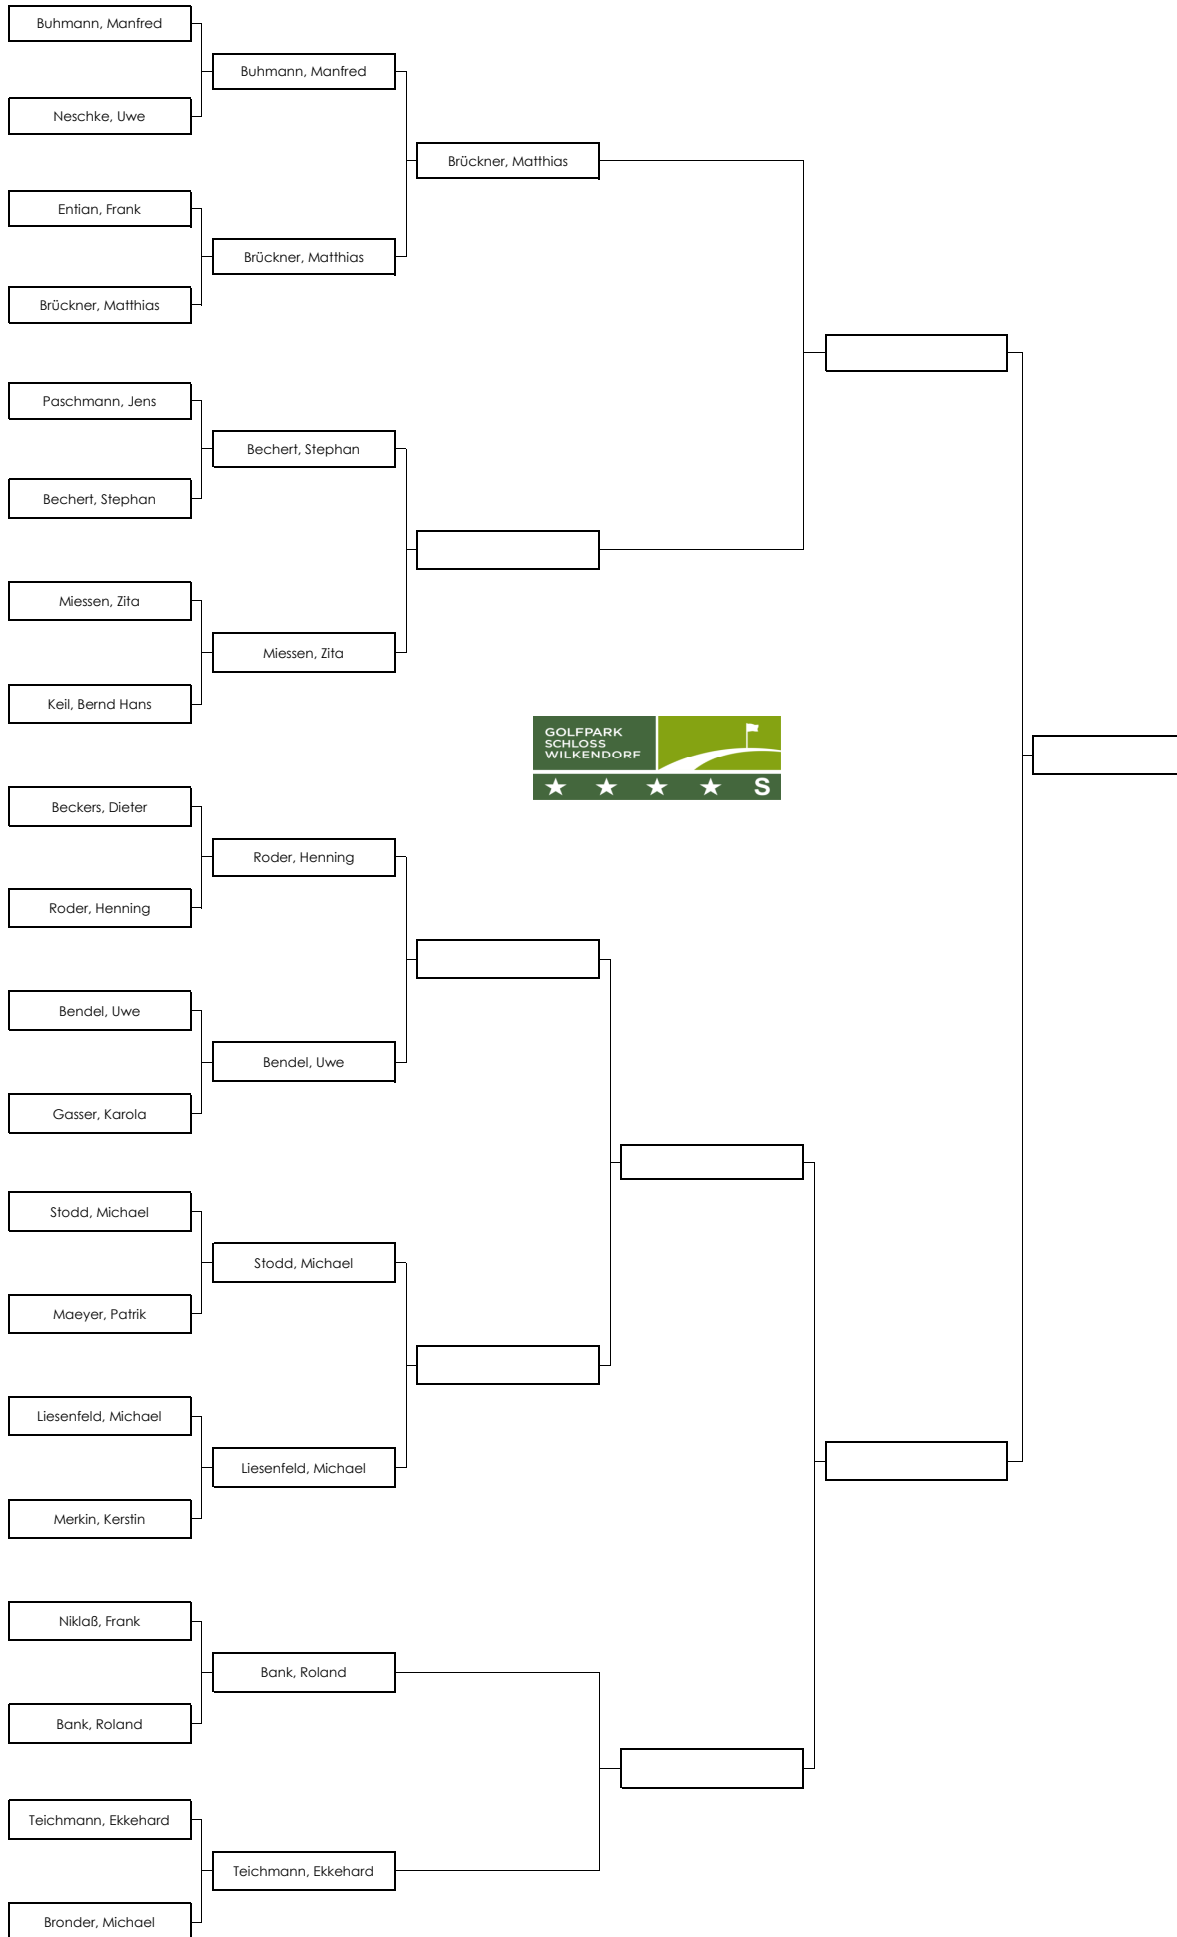 Buhmann, Manfred
Buhmann, Manfred
Neschke, Uwe
Brückner, Matthias
Entian, Frank
Brückner, Matthias
Brückner, Matthias
Paschmann, Jens
Bechert, Stephan
Bechert, Stephan
Miessen, Zita
Miessen, Zita
Keil, Bernd Hans
GOLFPARK
SCHLOSS
WILKENDORF
S
Beckers, Dieter
Roder, Henning
Roder, Henning
Bendel, Uwe
Bendel, Uwe
Gasser, Karola
Stodd, Michael
Stodd, Michael
Maeyer, Patrik
Liesenfeld, Michael
Liesenfeld, Michael
Merkin, Kerstin
Niklaß, Frank
Bank, Roland
Bank, Roland
Teichmann, Ekkehard
Teichmann, Ekkehard
Bronder, Michael